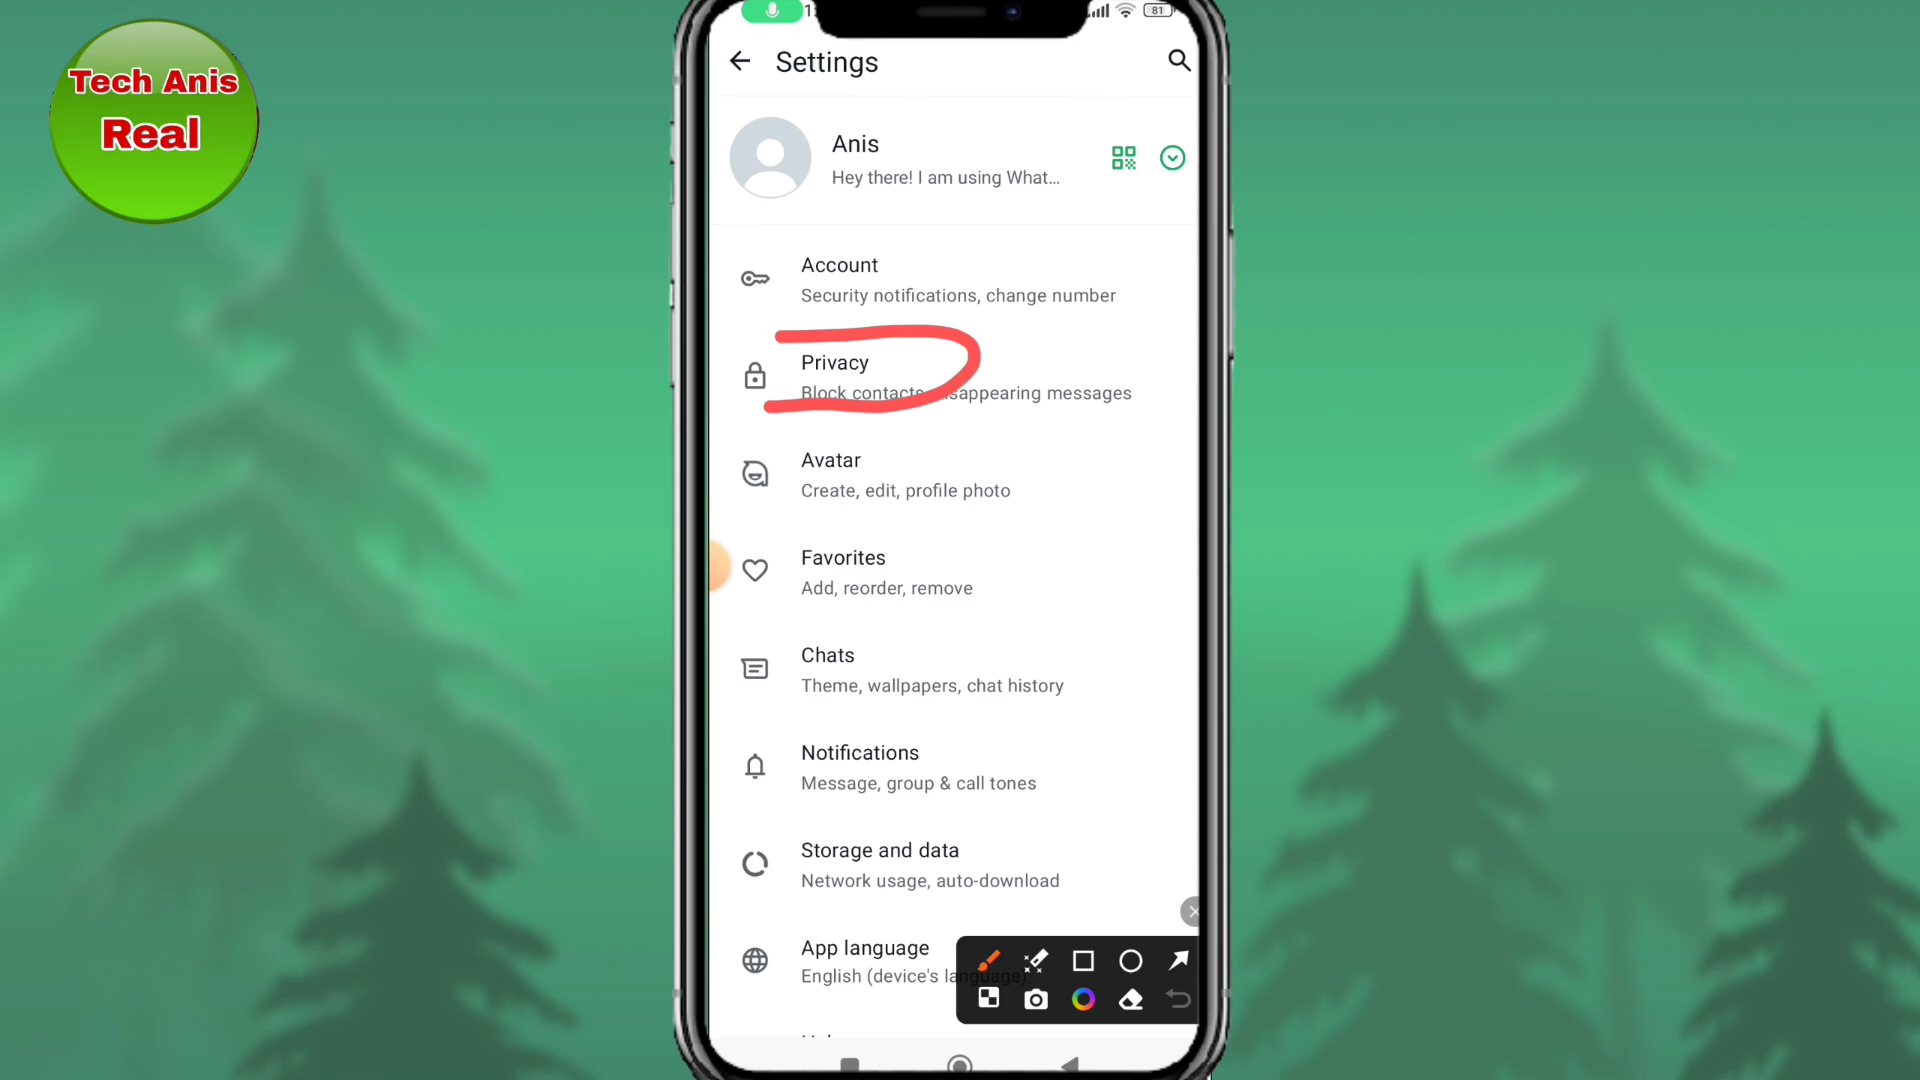 Tech Anis
Real
81
Settings
Anis
Hey there! I am using What...
Account
Security notifications, change number
Privacy
Block contacts, disappearing messages
Avatar
Create, edit, profile photo
Favorites
Add, reorder, remove
Chats
Theme, wallpapers, chat history
Notifications
Message, group & call tones
Storage and data
Network usage, auto-download
App language
English (device's language)